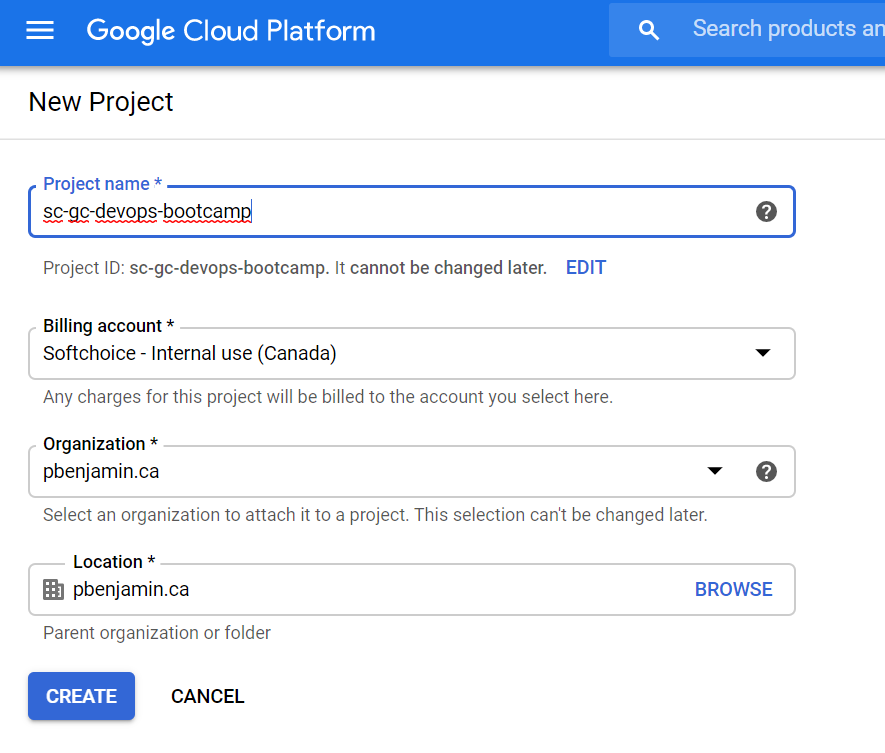 Google Cloud Platform
Search products an
New Project
Project name *
sc-gc-devops-bootcamp
Project ID: sc-gc-devops-bootcamp. It cannot be changed later. EDIT
Billing account *
Softchoice - Internal use (Canada)
Any charges for this project will be billed to the account you select here.
Organization *
pbenjamin.ca
Select an organization to attach it to a project. This selection can't be changed later.
Location *
pbenjamin.ca BROWSE
Parent organization or folder
CREATE CANCEL